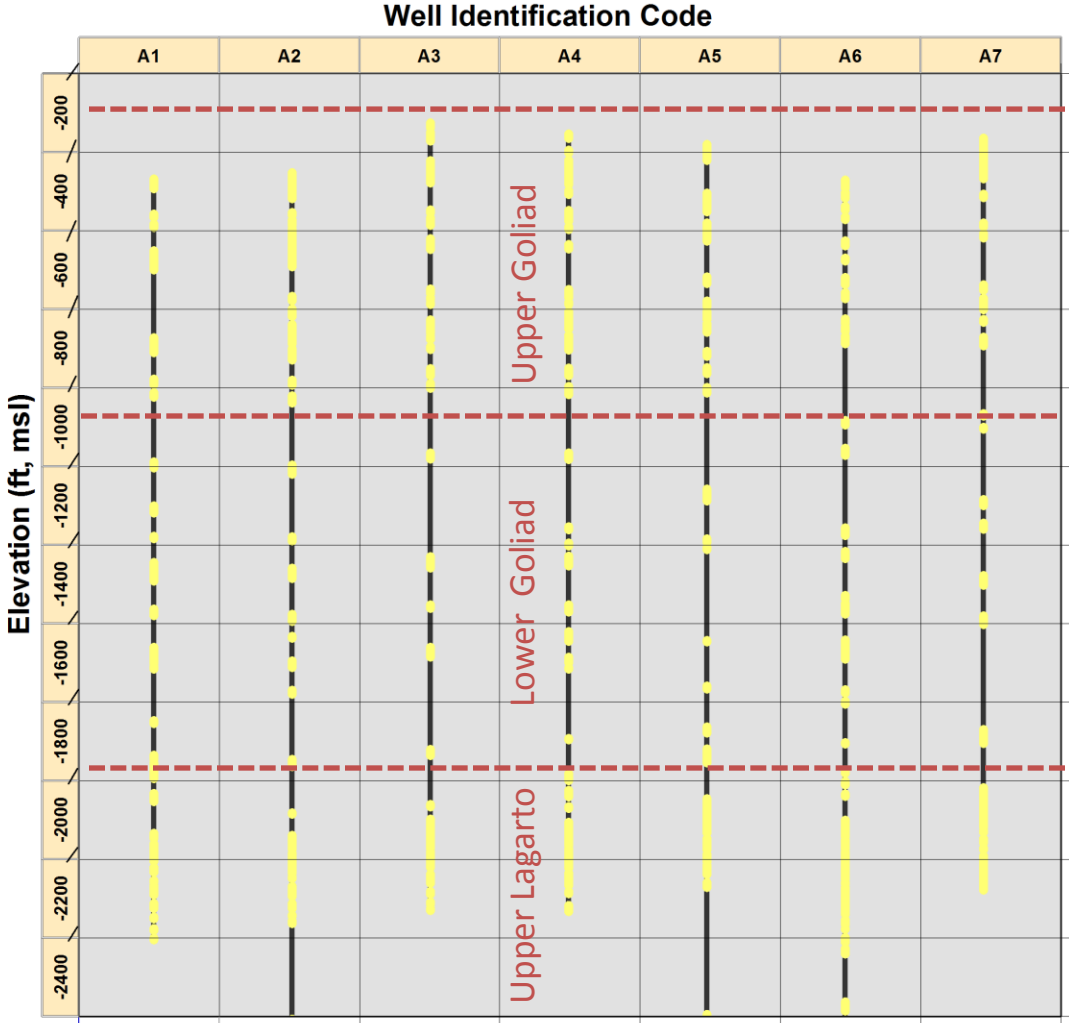 Well Identification Code
A1 A2 A3 A4 A5 A6 A7
Elevation (ft, msl)
-200
-400
-600
-800
-1000
-1200
-1400
-1600
-1800
-2000
-2200
-2400
Upper Goliad
Lower Goliad
Upper Lagarto